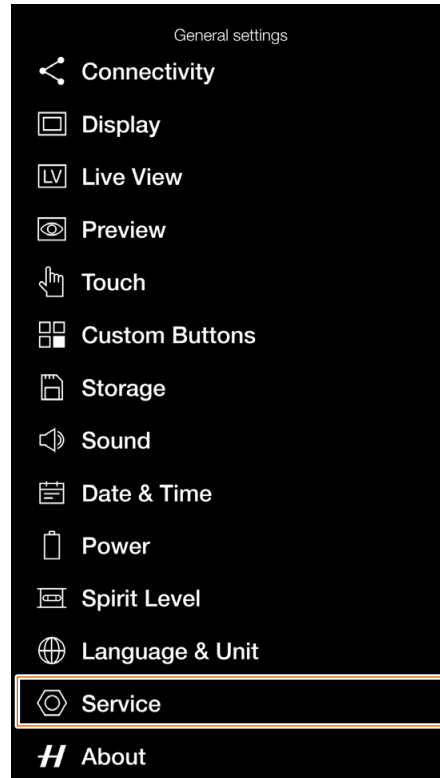 General settings
Connectivity
Display
LV Live View
Preview
Touch
Custom Buttons
Storage
Sound
Date & Time
Power
Spirit Level
Language & Unit
Service
H About